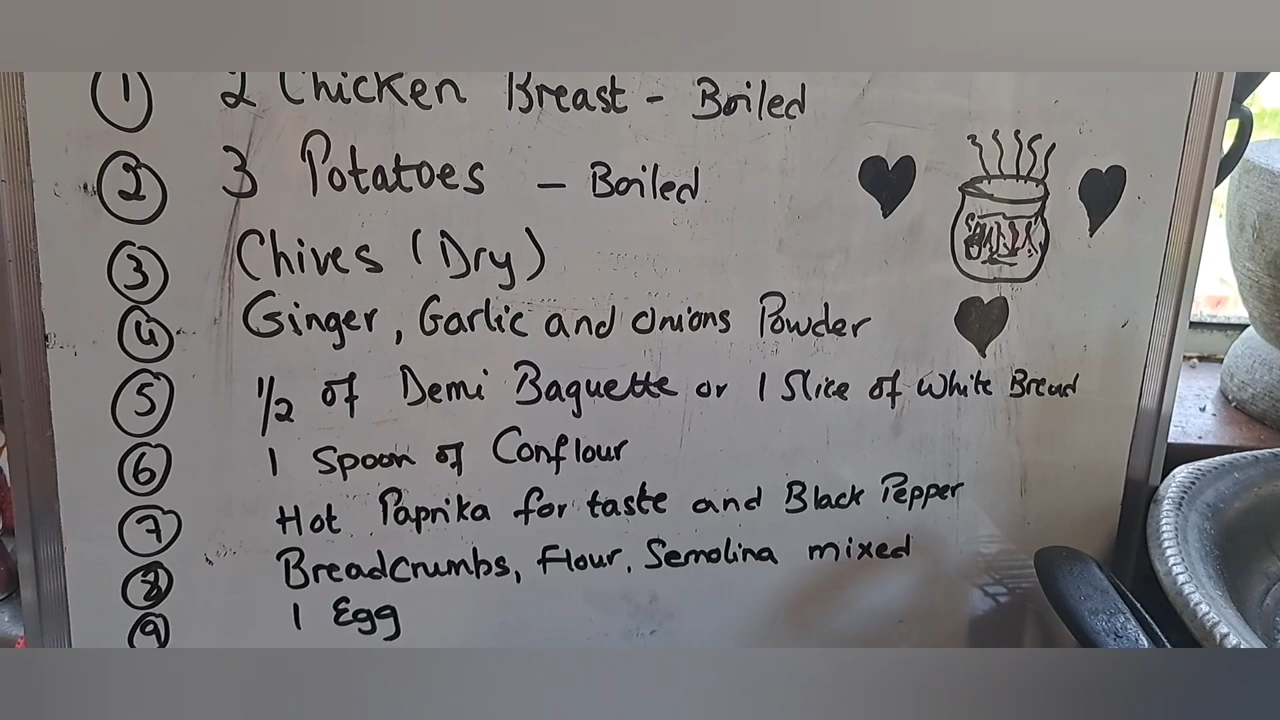 1 2 Chicken Breast - Boiled
2 3 Potatoes - Boiled
3 Chives (Dry)
4 Ginger, Garlic and onions Powder
5 1/2 of Demi Baguette or 1 Slice of White Bread
6 1 Spoon of Conflour
7 Hot Paprika for taste and Black Pepper
8 Breadcrumbs, Flour, Semolina mixed
9 1 Egg